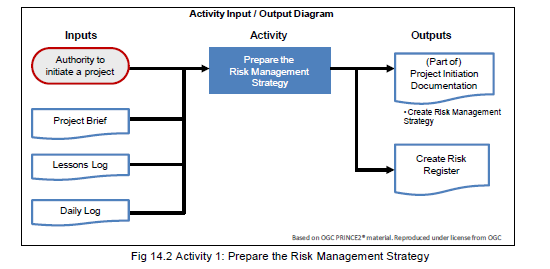 Activity Input / Output Diagram
Inputs
Activity
Outputs
Authority to
initiate a project
Prepare the
Risk Management
Strategy
(Part of)
Project Initiation
Documentation
• Create Risk Management
Strategy
Project Brief
Lessons Log
Create Risk
Register
Daily Log
Based on OGC PRINCE2® material. Reproduced under license from OGC
Fig 14.2 Activity 1: Prepare the Risk Management Strategy